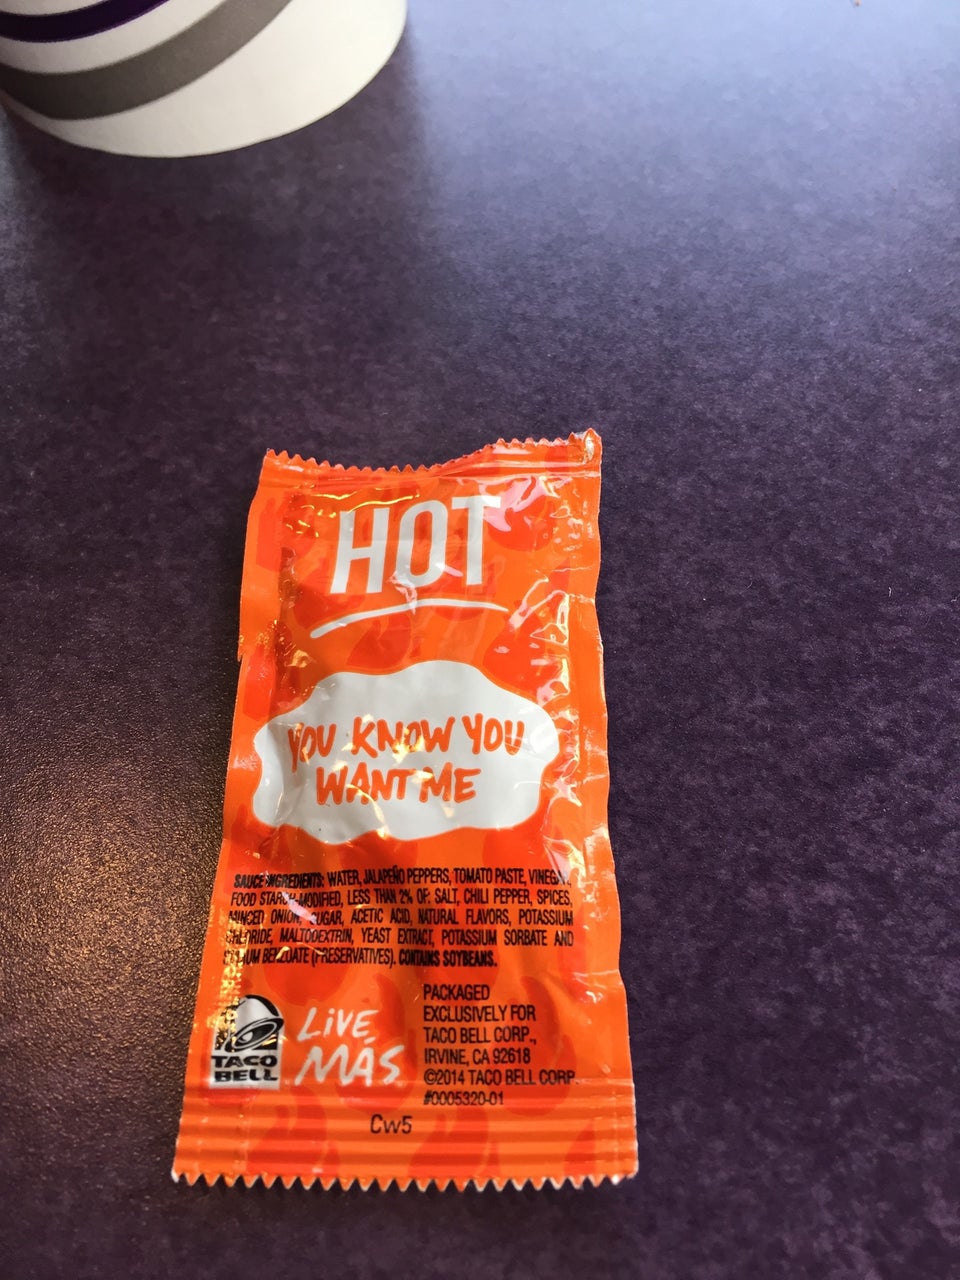 HOT
YOU KNOW YOU
WANT ME
SAUCE INGREDIENTS: WATER, JALAPEÑO PEPPERS, TOMATO PASTE, VINEGAR,
FOOD STARCH-MODIFIED, LESS THAN 2% OF: SALT, CHILI PEPPER, SPICES,
MINCED ONION, SUGAR, ACETIC ACID, NATURAL FLAVORS, POTASSIUM
CHLORIDE, MALTODEXTRIN, YEAST EXTRACT, POTASSIUM SORBATE AND
SODIUM BENZOATE (PRESERVATIVES). CONTAINS SOYBEANS.
TACO
BELL
LIVE
MÁS
PACKAGED
EXCLUSIVELY FOR
TACO BELL CORP.,
IRVINE, CA 92618
©2014 TACO BELL CORP.
#0005320-01
Cw5